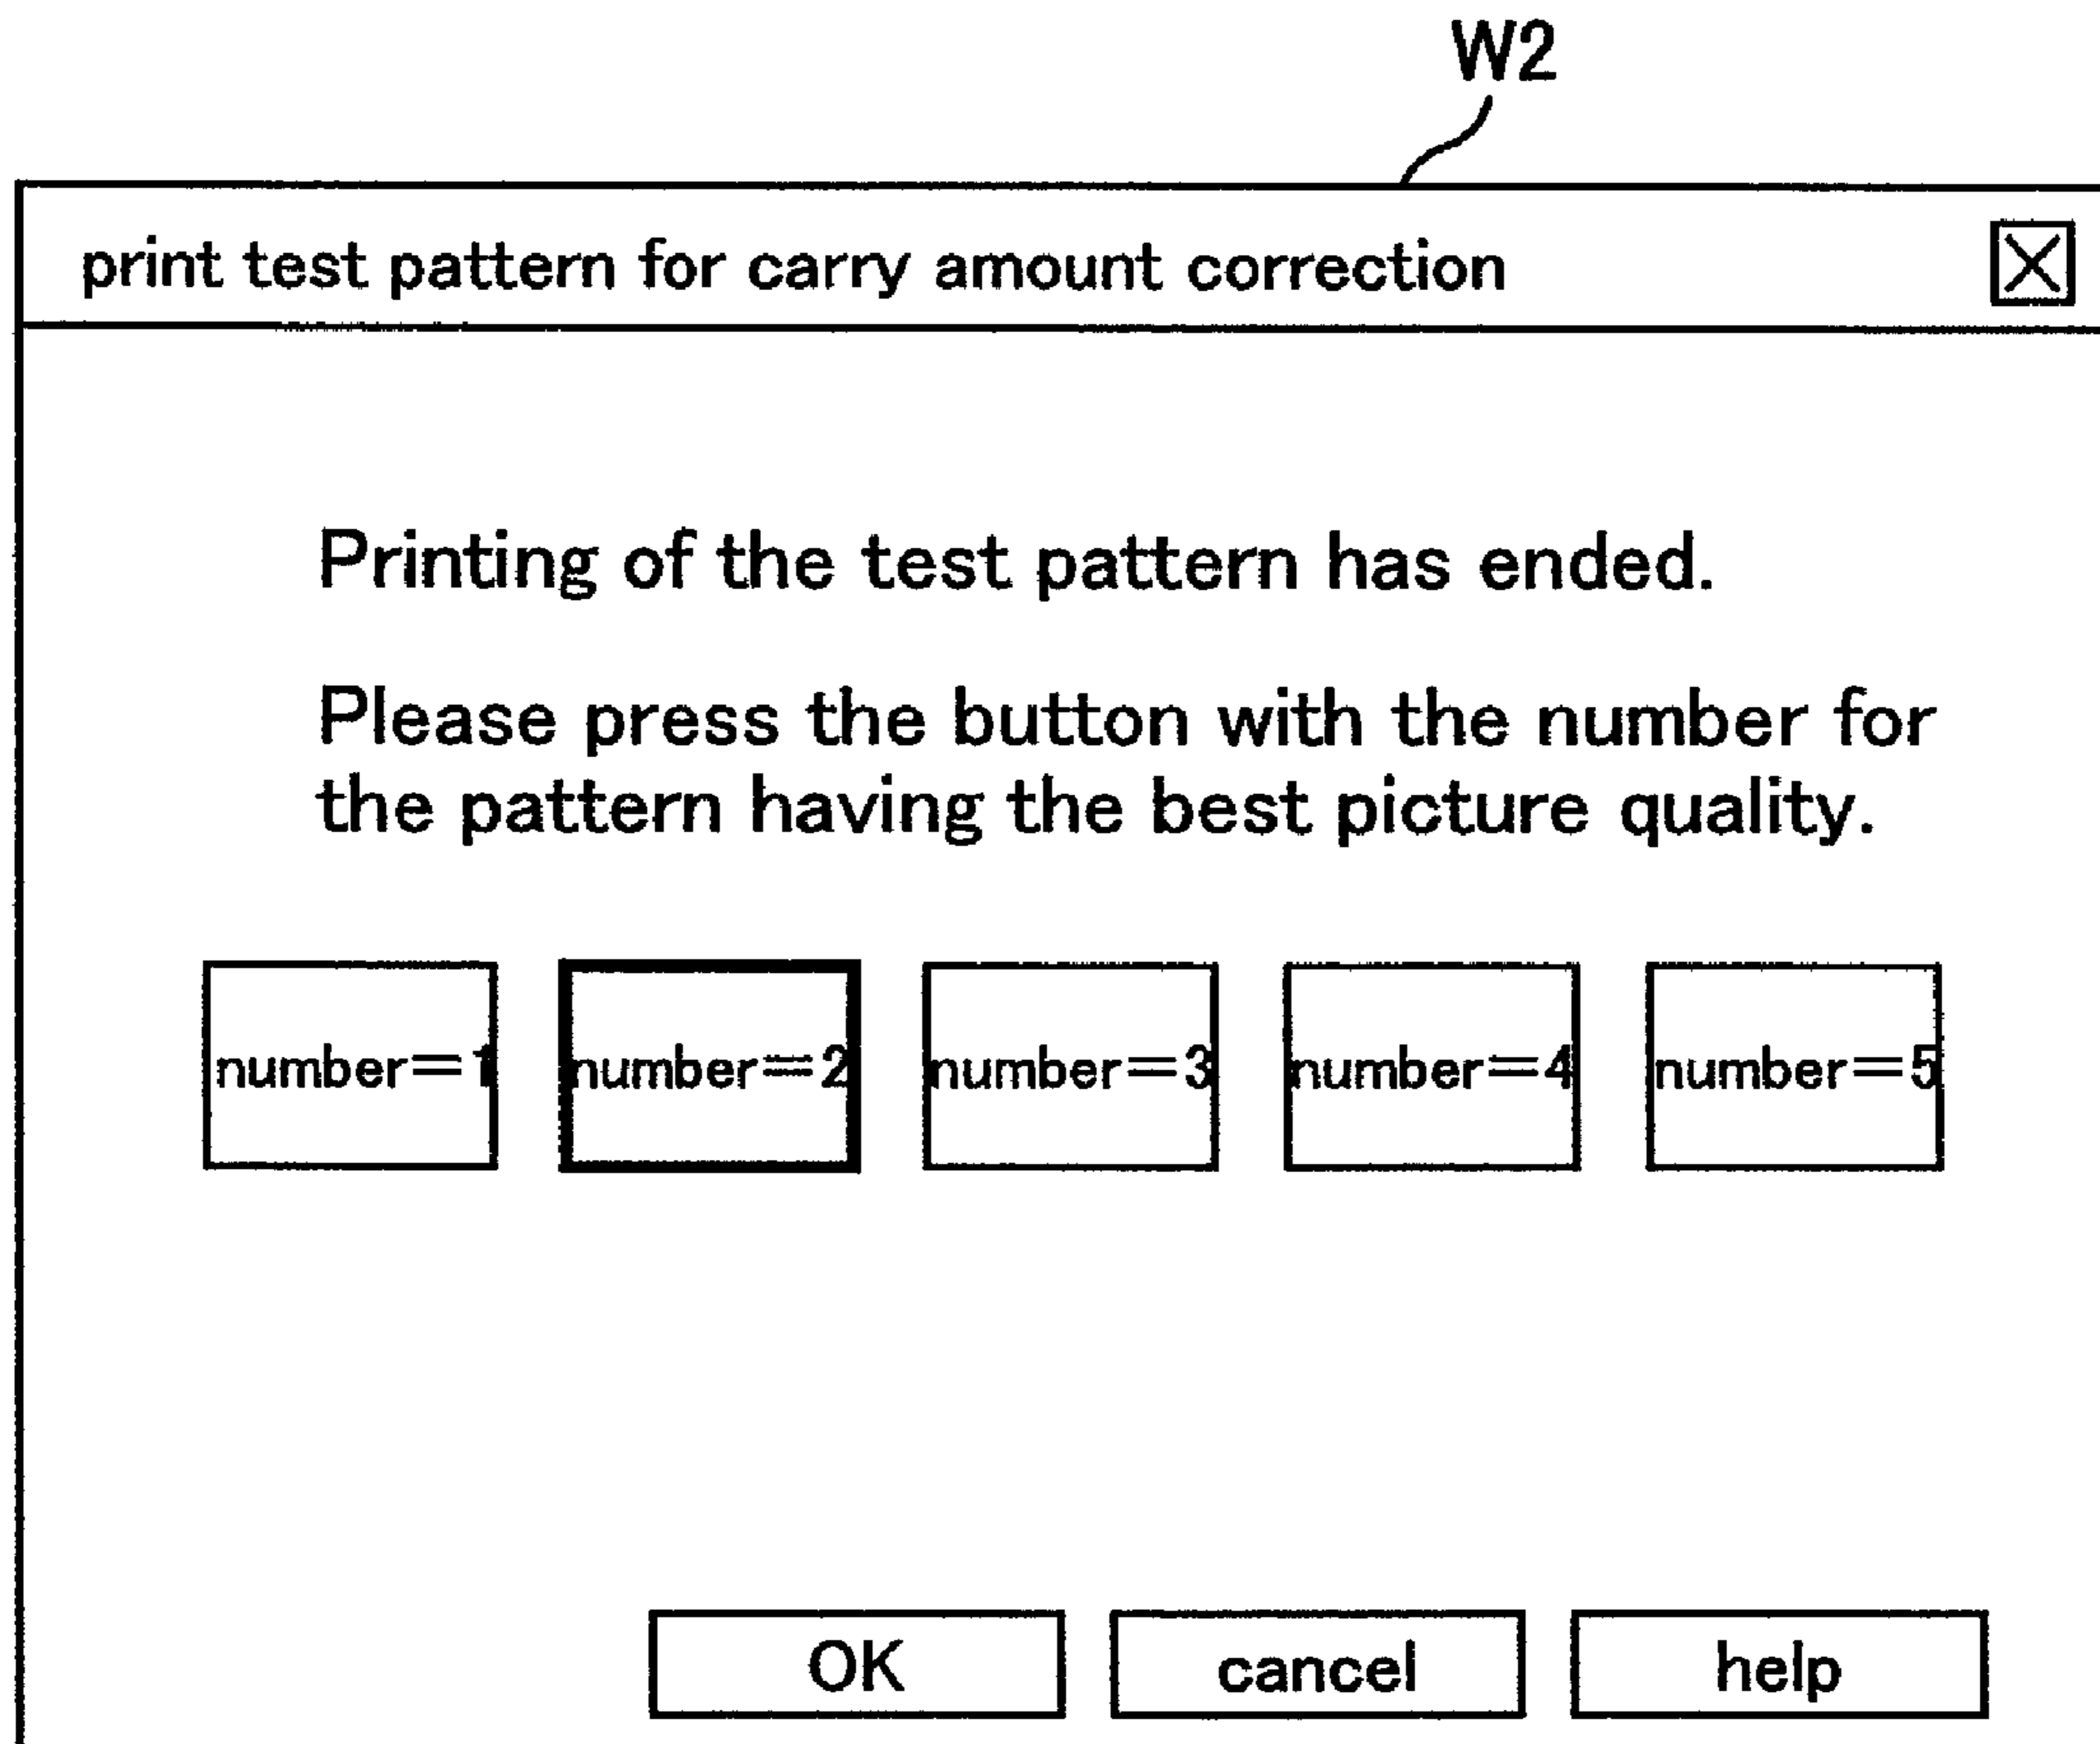 W2
print test pattern for carry amount correction
Printing of the test pattern has ended.
Please press the button with the number for
the pattern having the best picture quality.
number=1 number=2 number=3 number=4 number=5
OK cancel help